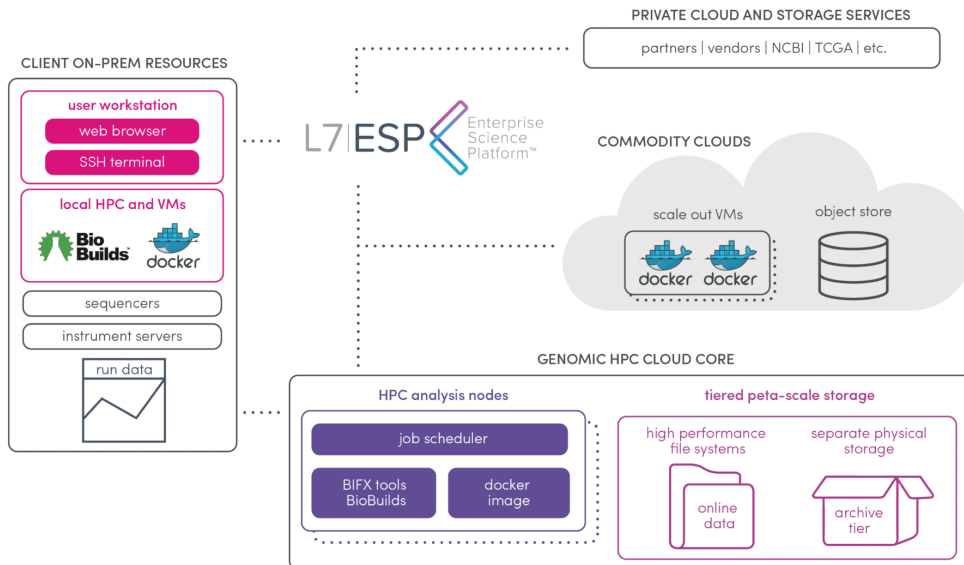 PRIVATE CLOUD AND STORAGE SERVICES
partners | vendors | NCBI | TCGA | etc.
CLIENT ON-PREM RESOURCES
user workstation
web browser
SSH terminal
local HPC and VMs
Bio
Builds™
docker
sequencers
instrument servers
run data
L7|ESP
Enterprise
Science
Platform™
COMMODITY CLOUDS
scale out VMs
docker
docker
object store
GENOMIC HPC CLOUD CORE
HPC analysis nodes
job scheduler
BIFX tools
BioBuilds
docker
image
tiered peta-scale storage
high performance
file systems
online
data
separate physical
storage
archive
tier